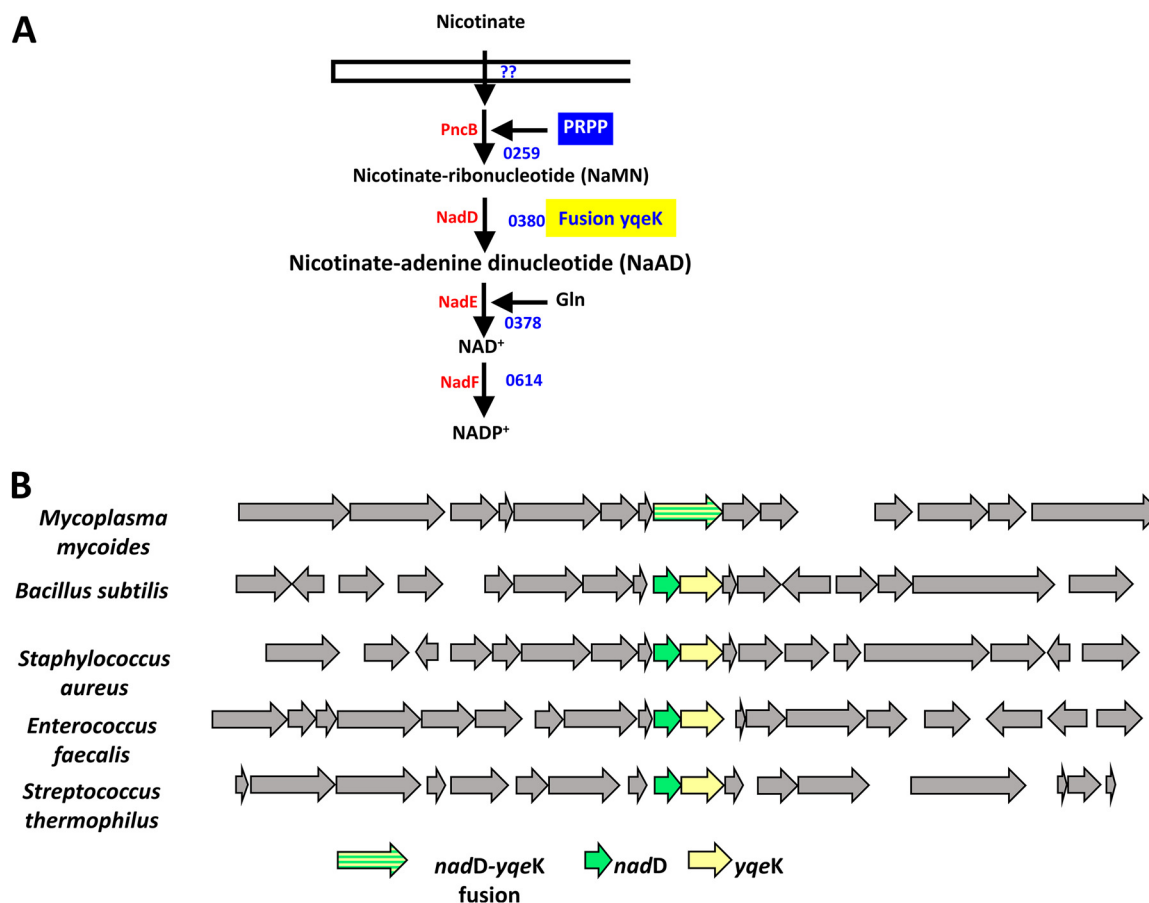 A
Nicotinate
??
PncB
PRPP
0259
Nicotinate-ribonucleotide (NaMN)
NadD
0380
Fusion yqeK
Nicotinate-adenine dinucleotide (NaAD)
NadE
Gln
0378
NAD+
NadF
0614
NADP+
B
Mycoplasma
mycoides
Bacillus subtilis
Staphylococcus
aureus
Enterococcus
faecalis
Streptococcus
thermophilus
nadD-yqeK
fusion
nadD
yqeK